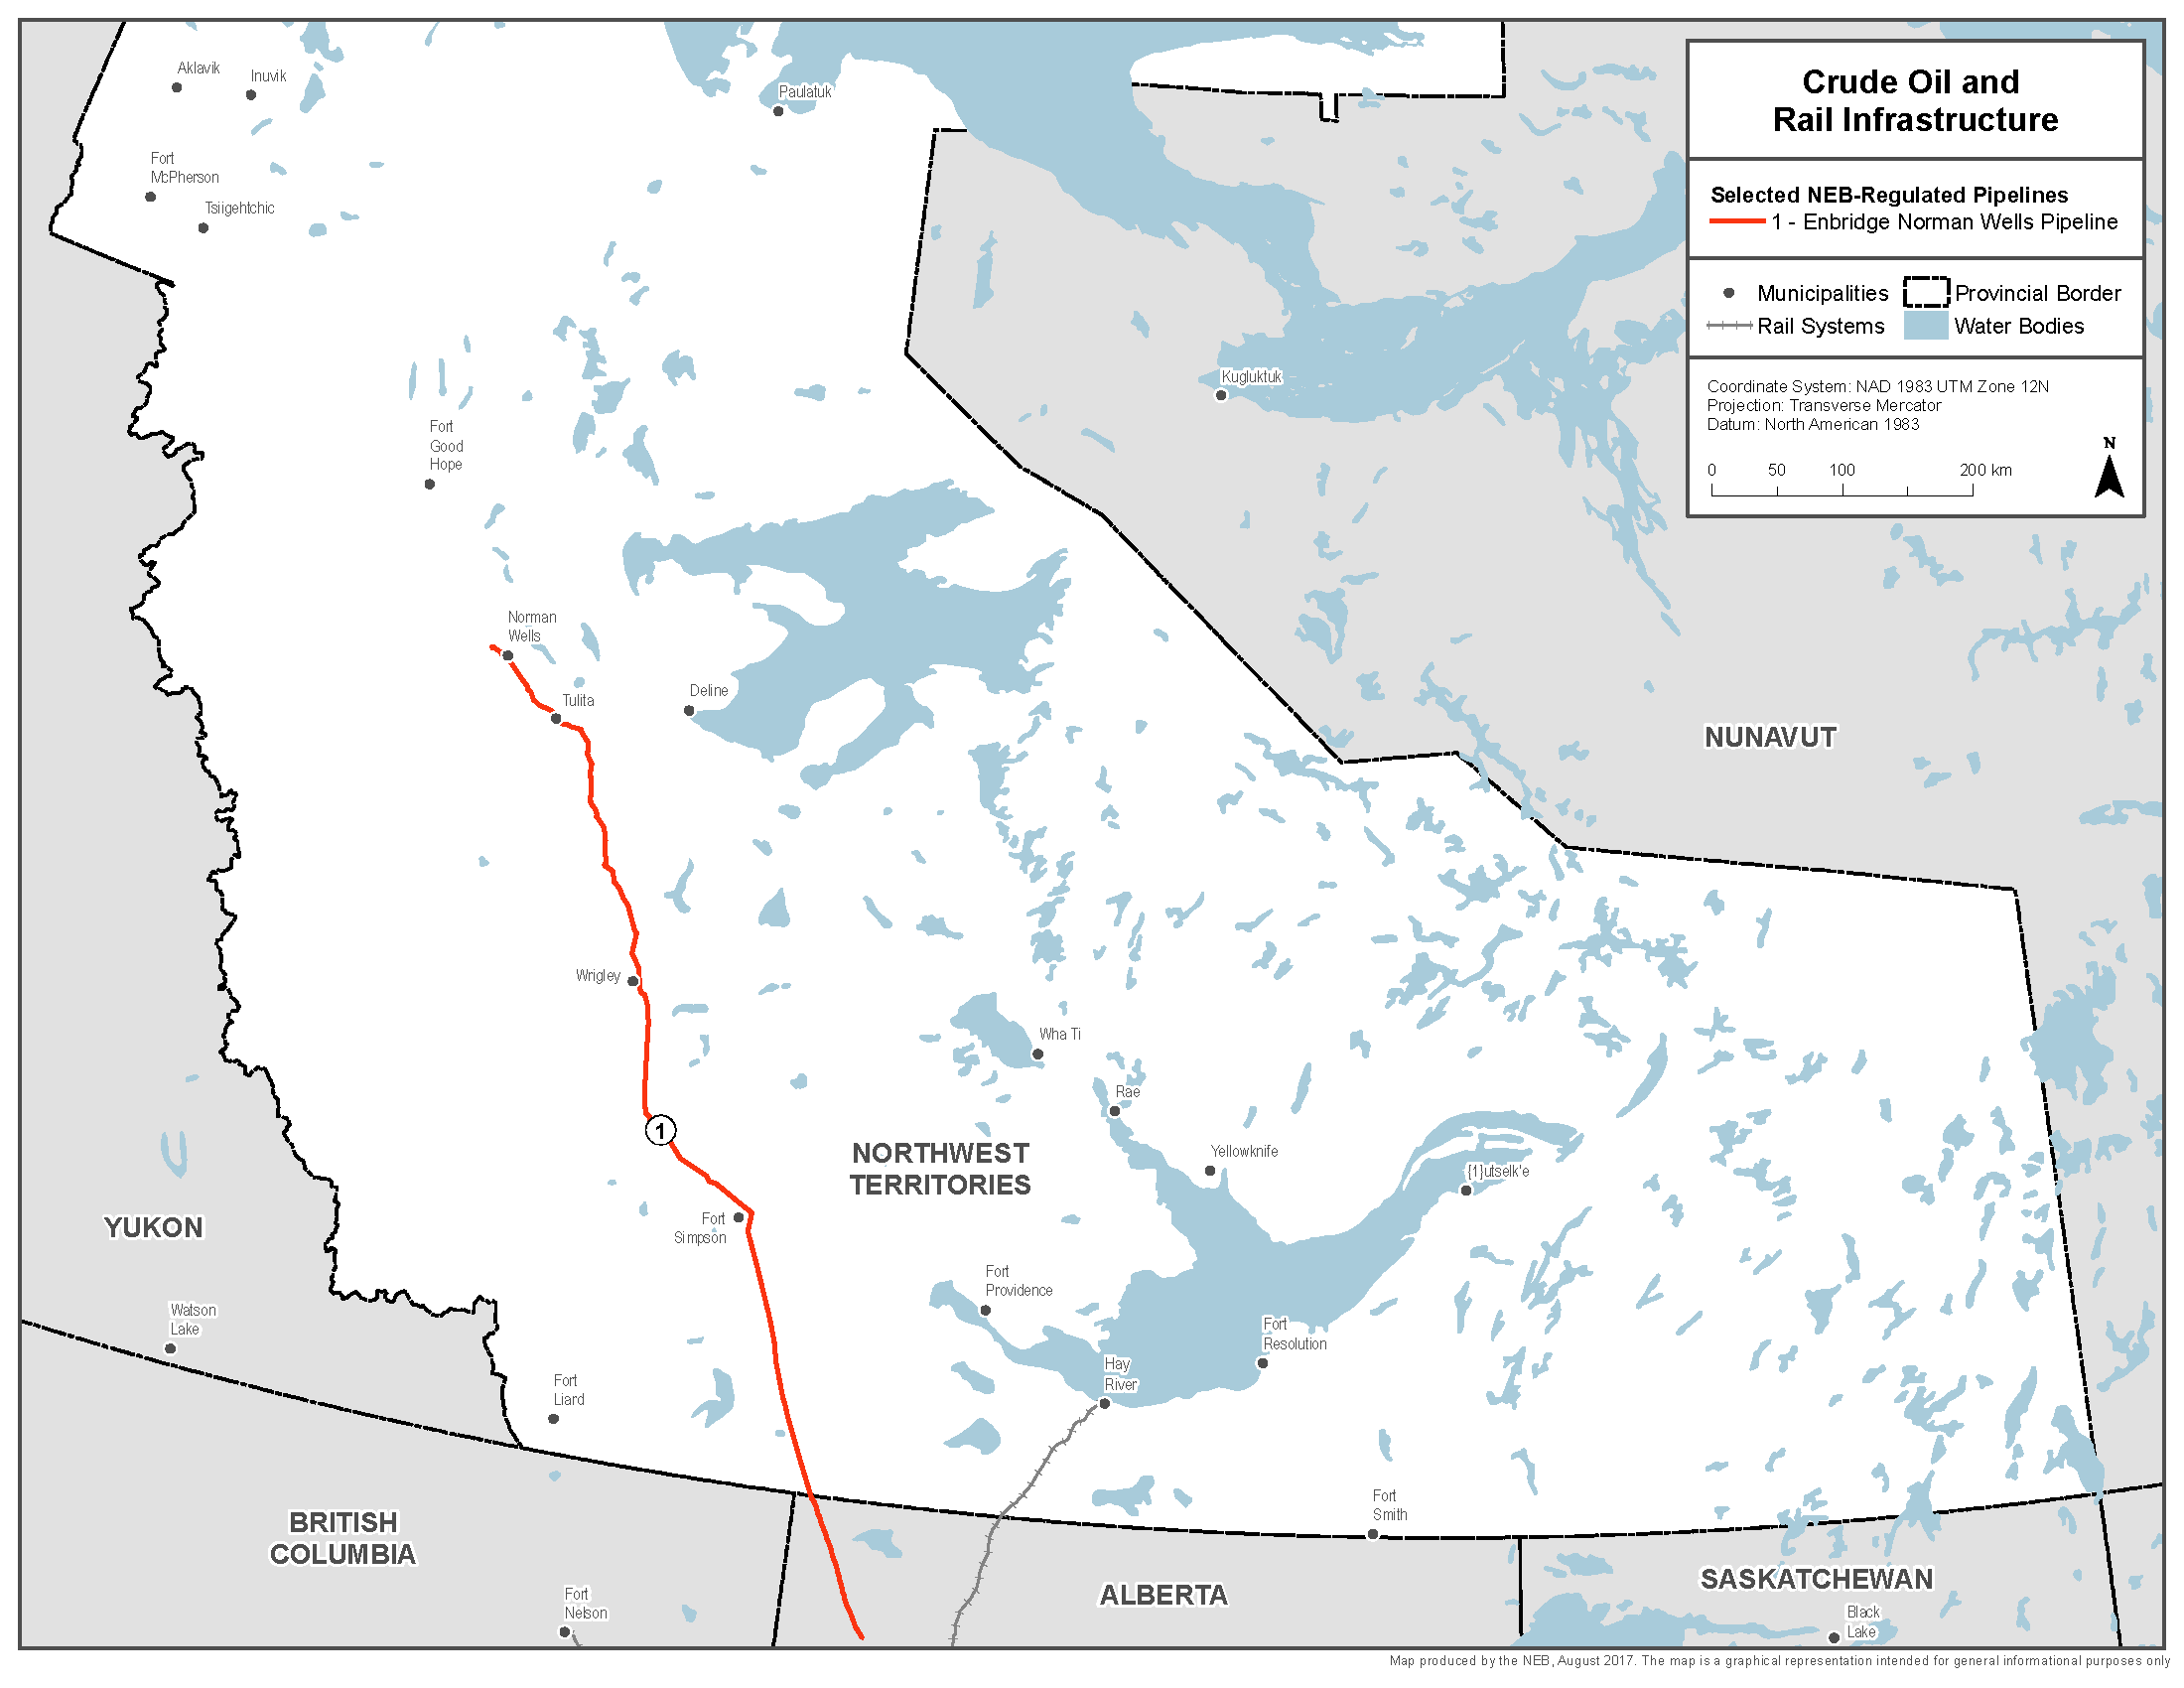 Crude Oil and
Rail Infrastructure
Selected NEB-Regulated Pipelines
1 - Enbridge Norman Wells Pipeline
Municipalities
Provincial Border
Rail Systems
Water Bodies
Coordinate System: NAD 1983 UTM Zone 12N
Projection: Transverse Mercator
Datum: North American 1983
N
0 50 100 200 km
Aklavik
Inuvik
Paulatuk
Fort
McPherson
Tsiigehtchic
Kugluktuk
Fort
Good
Hope
Norman
Wells
Tulita
Deline
NUNAVUT
Wrigley
Wha Ti
Rae
1
NORTHWEST
TERRITORIES
Yellowknife
{1}utselk'e
YUKON
Fort
Simpson
Fort
Providence
Watson
Lake
Fort
Resolution
Hay
River
Fort
Liard
Fort
Smith
BRITISH
COLUMBIA
ALBERTA
SASKATCHEWAN
Fort
Nelson
Black
Lake
Map produced by the NEB, August 2017. The map is a graphical representation intended for general informational purposes only